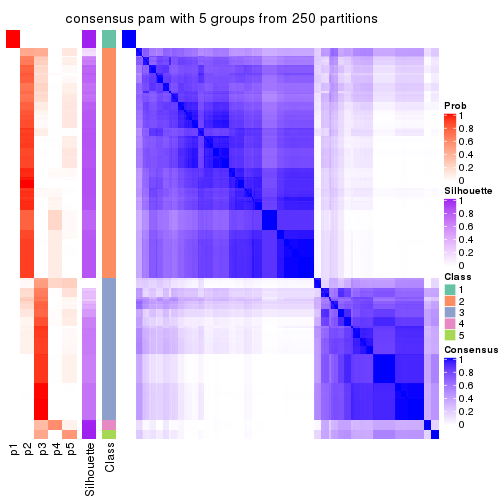 consensus pam with 5 groups from 250 partitions
Prob
1
0.8
0.6
0.4
0.2
0
Silhouette
1
0.8
0.6
0.4
0.2
0
Class
1
2
3
4
5
Consensus
1
0.8
0.6
0.4
0.2
0
p1
p2
p3
p4
p5
Silhouette
Class